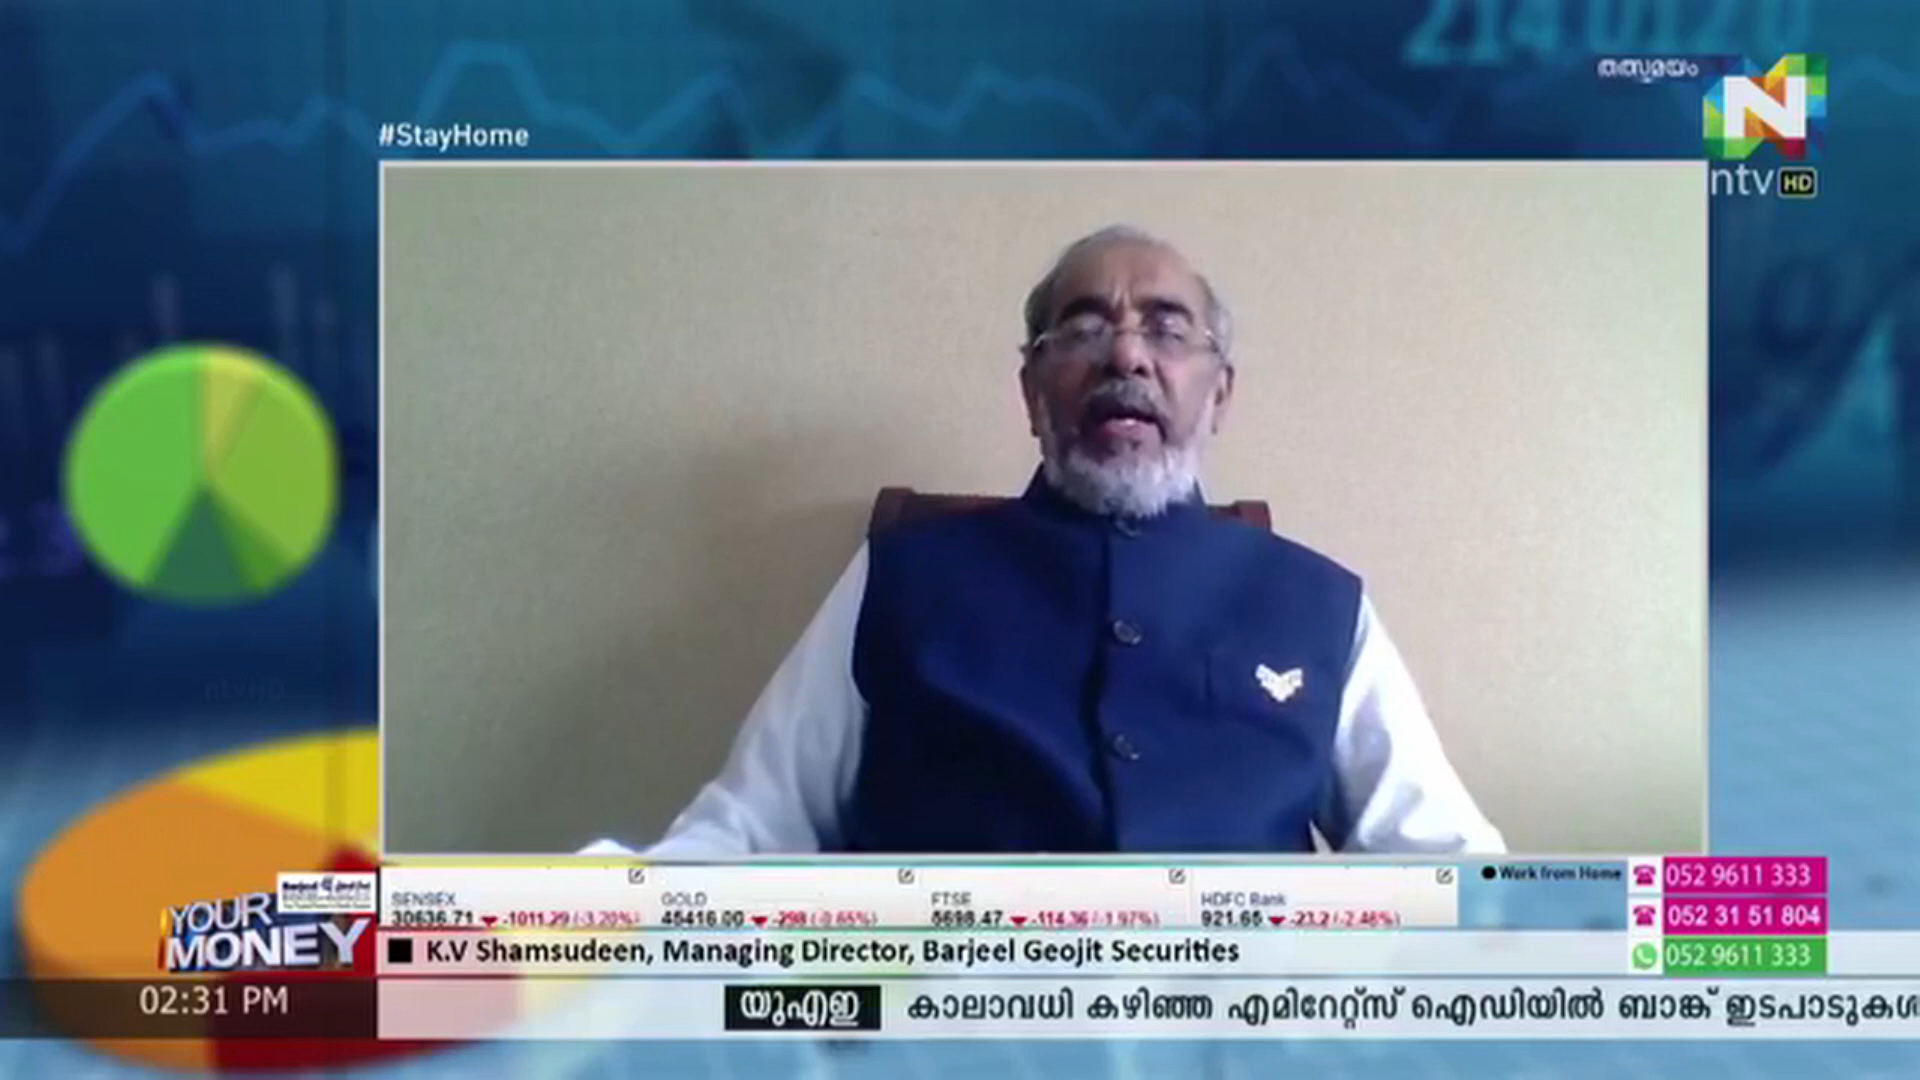 തത്സമയം
N
ntv HD
#StayHome
SENSEX
30636.71 -1011.29 (-3.20%)
GOLD
45416.00 -298 (-0.65%)
FTSE
5698.47 -114.36 (-1.97%)
HDFC Bank
921.65 -23.2 (-2.46%)
Work from Home
052 9611 333
052 31 51 804
052 9611 333
YOUR
MONEY
K.V Shamsudeen, Managing Director, Barjeel Geojit Securities
02:31 PM
യുഎഇ കാലാവധി കഴിഞ്ഞ എമിറേറ്റ്സ് ഐഡിയിൽ ബാങ്ക്